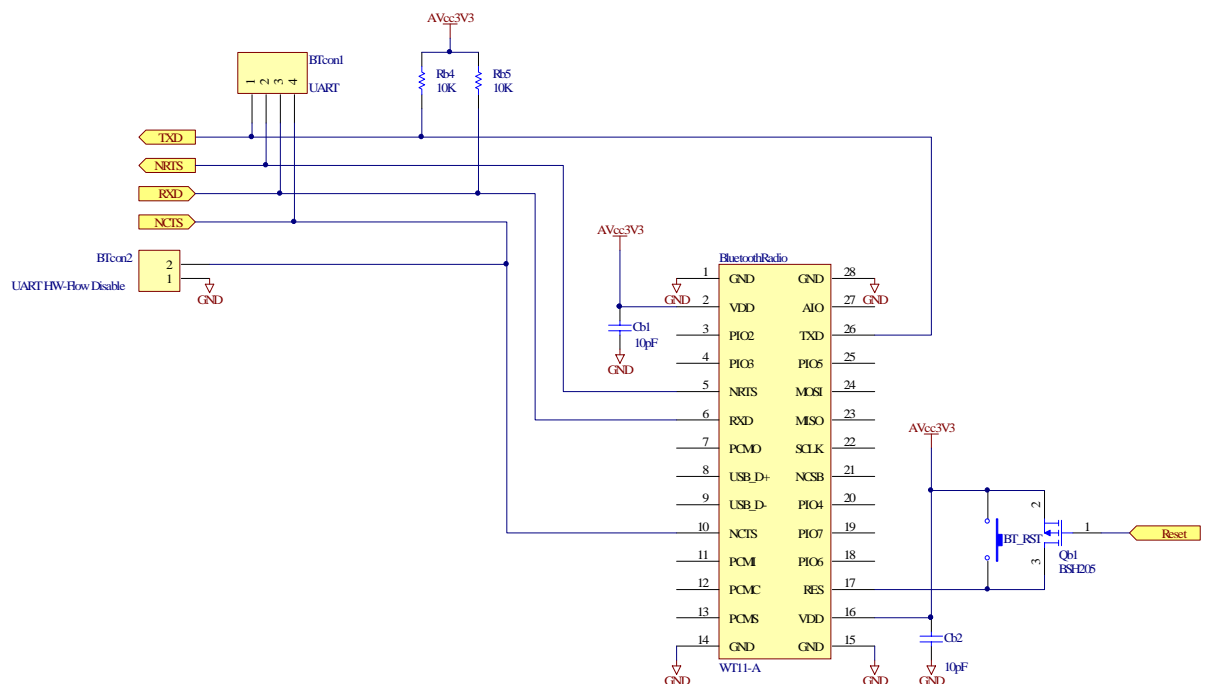 AVcc3V3
BTcon1
1 2 3 4
UART
Rb4
10K
Rb5
10K
TXD
NRTS
RXD
NCTS
BTcon2
2
1
UART HW-Flow Disable
GND
AVcc3V3
Cb1
10pF
GND
BluetoothRadio
1 GND GND 28
GND GND
2 VDD AIO 27
3 PIO2 TXD 26
4 PIO3 PIO5 25
5 NRTS MOSI 24
6 RXD MISO 23
7 PCMO SCLK 22
8 USB_D+ NCSB 21
9 USB_D- PIO4 20
10 NCTS PIO7 19
11 PCMI PIO6 18
12 PCMC RES 17
13 PCMS VDD 16
14 GND GND 15
GND GND
WT11-A
AVcc3V3
BT_RST
2
1
3
Qb1
BSH205
Reset
Cb2
10pF
GND